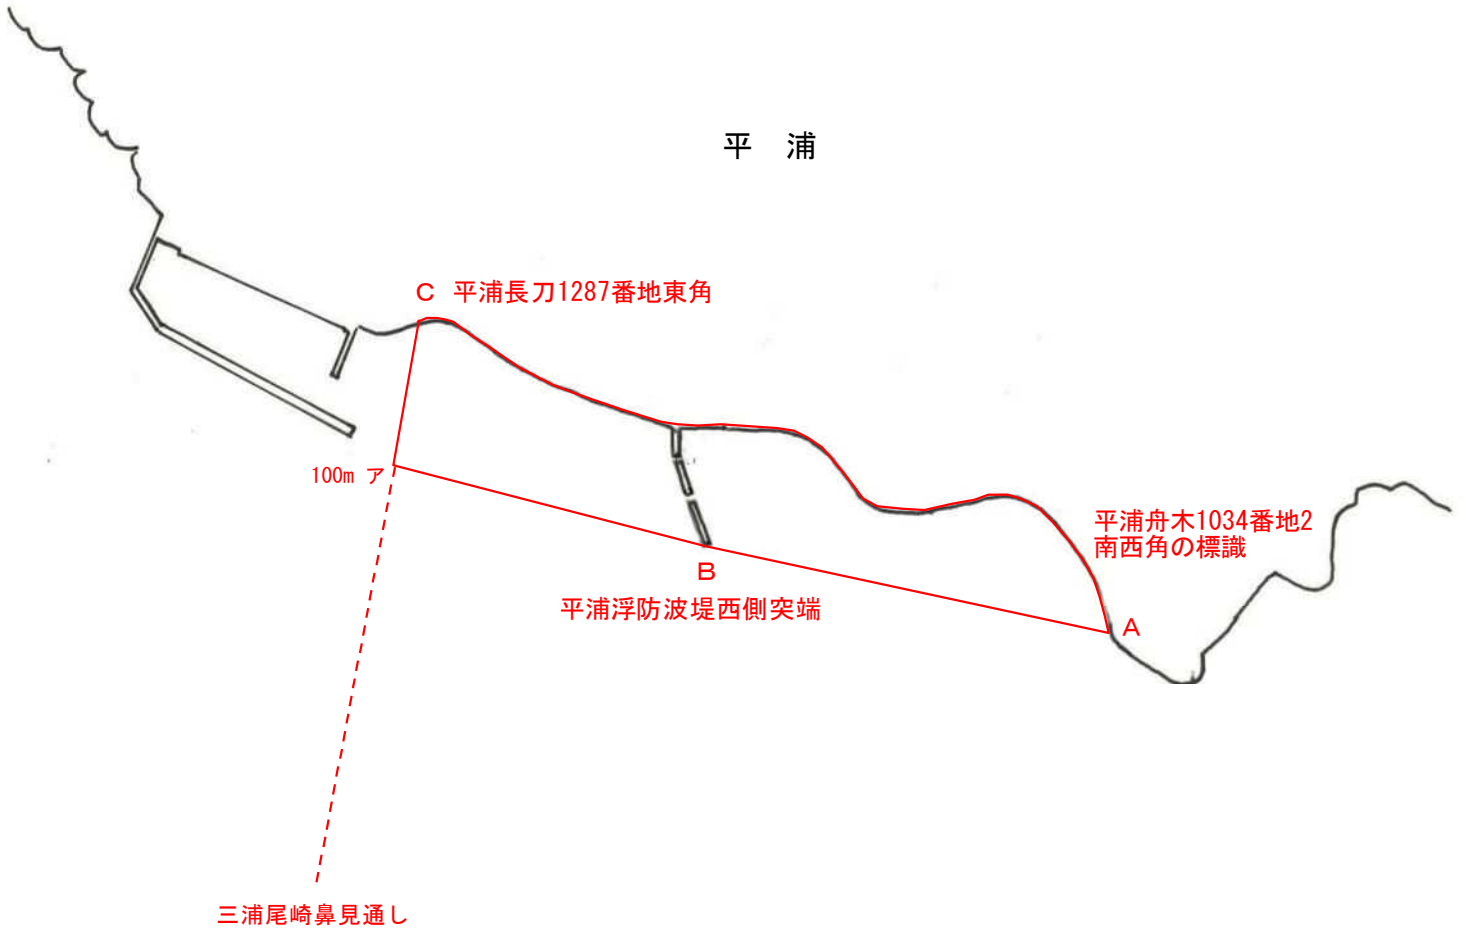 平　浦
C 平浦長刀1287番地東角
100m ア
平浦舟木1034番地2
南西角の標識
B
平浦浮防波堤西側突端
A
三浦尾崎鼻見通し